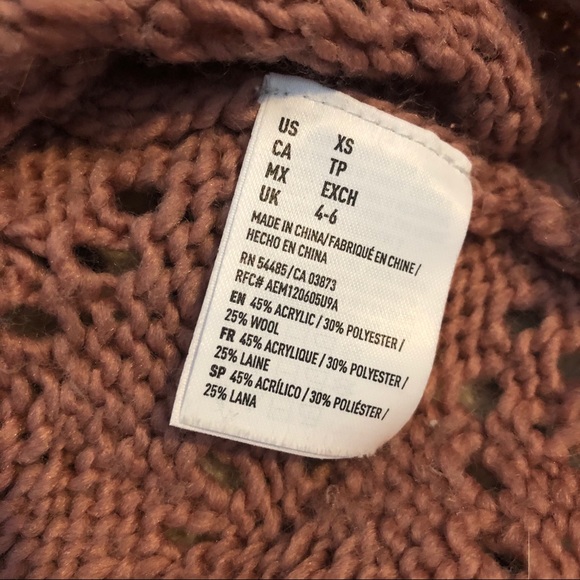 US XS
CA TP
MX EXCH
UK 4-6
MADE IN CHINA/FABRIQUÉ EN CHINE/
HECHO EN CHINA
RN 54485/CA 03873
RFC# AEM120605U9A
EN 45% ACRYLIC/30% POLYESTER/
25% WOOL
FR 45% ACRYLIQUE/30% POLYESTER/
25% LAINE
SP 45% ACRÍLICO/30% POLIÉSTER/
25% LANA